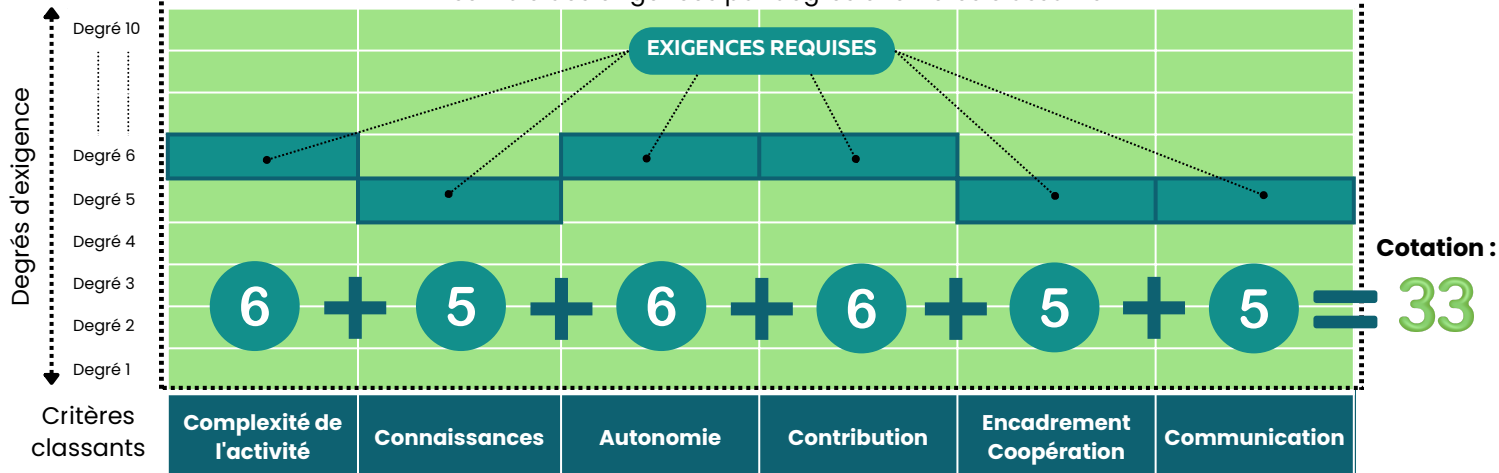 Degré 10
EXIGENCES REQUISES
Degré 6
Degré 5
Degré 4
Degré 3
Degré 2
Degré 1
Degrés d'exigence
6 + 5 + 6 + 6 + 5 + 5 =
Cotation :
33
Critères
classants
Complexité de
l'activité
Connaissances
Autonomie
Contribution
Encadrement
Coopération
Communication